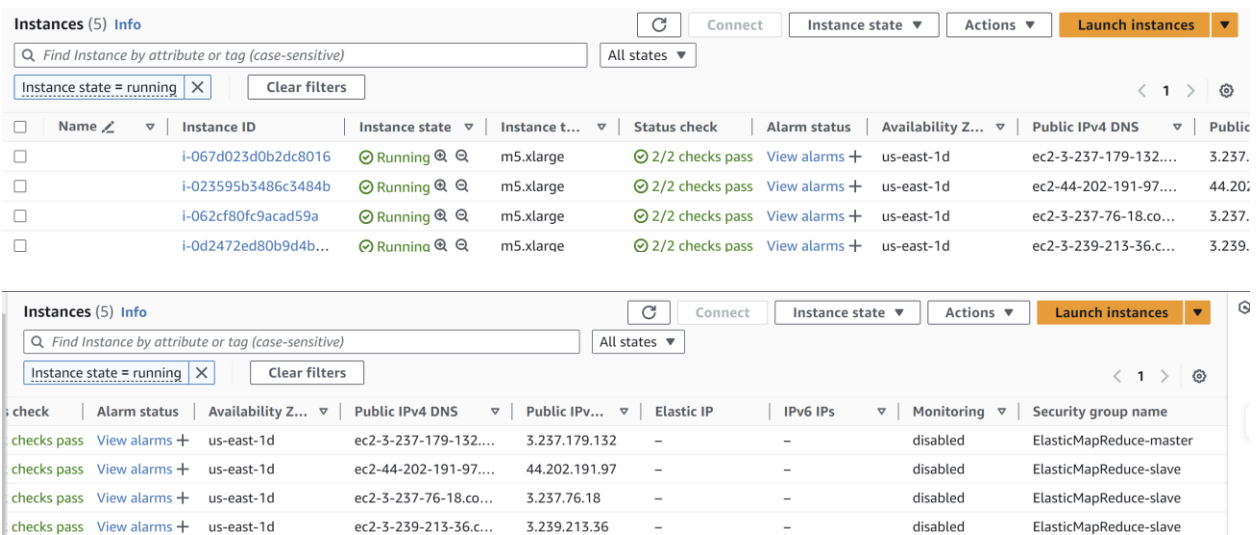 Instances (5) Info Connect Instance state Actions Launch instances
Find Instance by attribute or tag (case-sensitive) All states
Instance state = running Clear filters 1
Name Instance ID Instance state Instance t... Status check Alarm status Availability Z... Public IPv4 DNS Public
i-067d023d0b2dc8016 Running m5.xlarge 2/2 checks pass View alarms us-east-1d ec2-3-237-179-132.... 3.237.
i-023595b3486c3484b Running m5.xlarge 2/2 checks pass View alarms us-east-1d ec2-44-202-191-97.... 44.202
i-062cf80fc9acad59a Running m5.xlarge 2/2 checks pass View alarms us-east-1d ec2-3-237-76-18.co... 3.237.
i-0d2472ed80b9d4b... Running m5.xlarge 2/2 checks pass View alarms us-east-1d ec2-3-239-213-36.c... 3.239.
Instances (5) Info Connect Instance state Actions Launch instances
Find Instance by attribute or tag (case-sensitive) All states
Instance state = running Clear filters 1
s check Alarm status Availability Z... Public IPv4 DNS Public IPv... Elastic IP IPv6 IPs Monitoring Security group name
checks pass View alarms us-east-1d ec2-3-237-179-132.... 3.237.179.132 – – disabled ElasticMapReduce-master
checks pass View alarms us-east-1d ec2-44-202-191-97.... 44.202.191.97 – – disabled ElasticMapReduce-slave
checks pass View alarms us-east-1d ec2-3-237-76-18.co... 3.237.76.18 – – disabled ElasticMapReduce-slave
checks pass View alarms us-east-1d ec2-3-239-213-36.c... 3.239.213.36 – – disabled ElasticMapReduce-slave